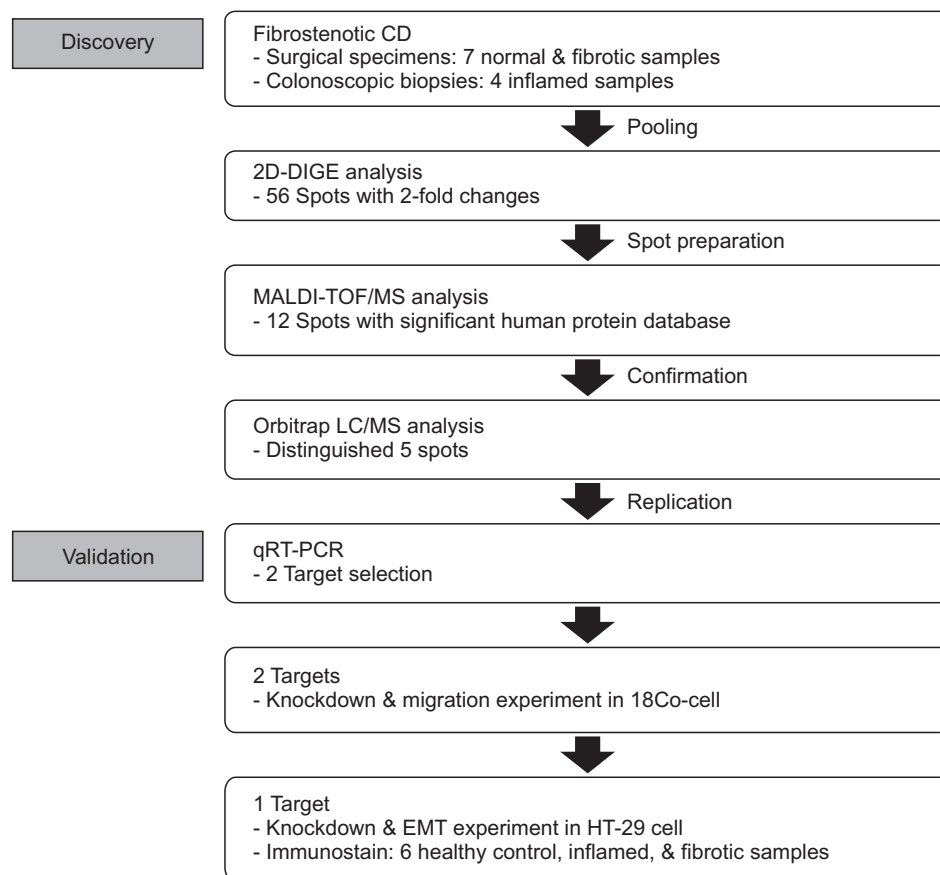 Discovery
Fibrostenotic CD
- Surgical specimens: 7 normal & fibrotic samples
- Colonoscopic biopsies: 4 inflamed samples
Pooling
2D-DIGE analysis
- 56 Spots with 2-fold changes
Spot preparation
MALDI-TOF/MS analysis
- 12 Spots with significant human protein database
Confirmation
Orbitrap LC/MS analysis
- Distinguished 5 spots
Replication
Validation
qRT-PCR
- 2 Target selection
2 Targets
- Knockdown & migration experiment in 18Co-cell
1 Target
- Knockdown & EMT experiment in HT-29 cell
- Immunostain: 6 healthy control, inflamed, & fibrotic samples